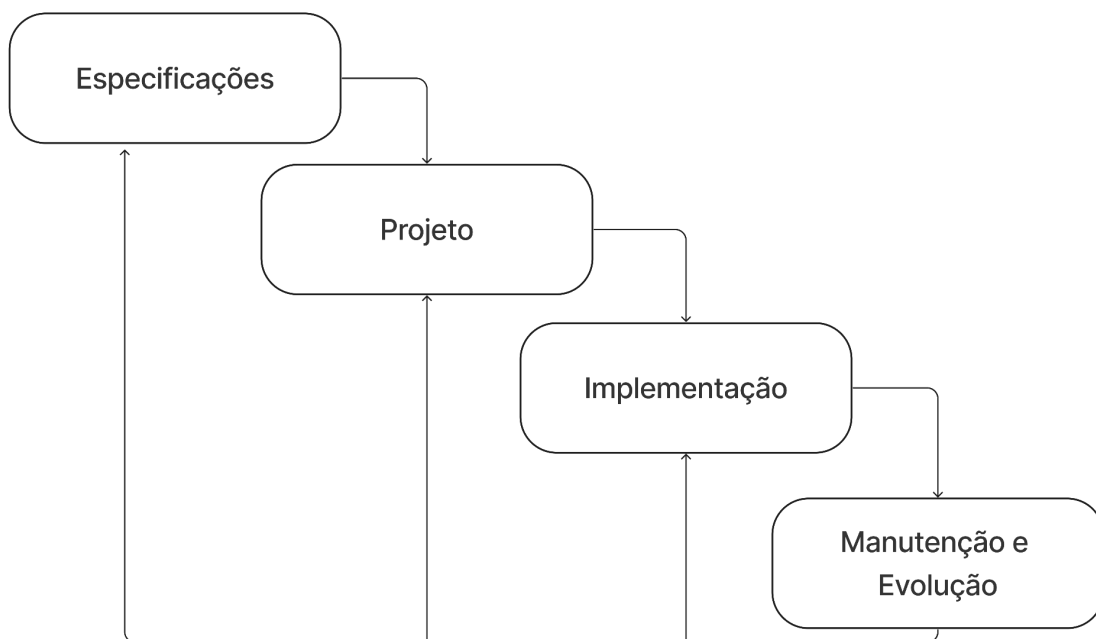 Especificações
Projeto
Implementação
Manutenção e
Evolução